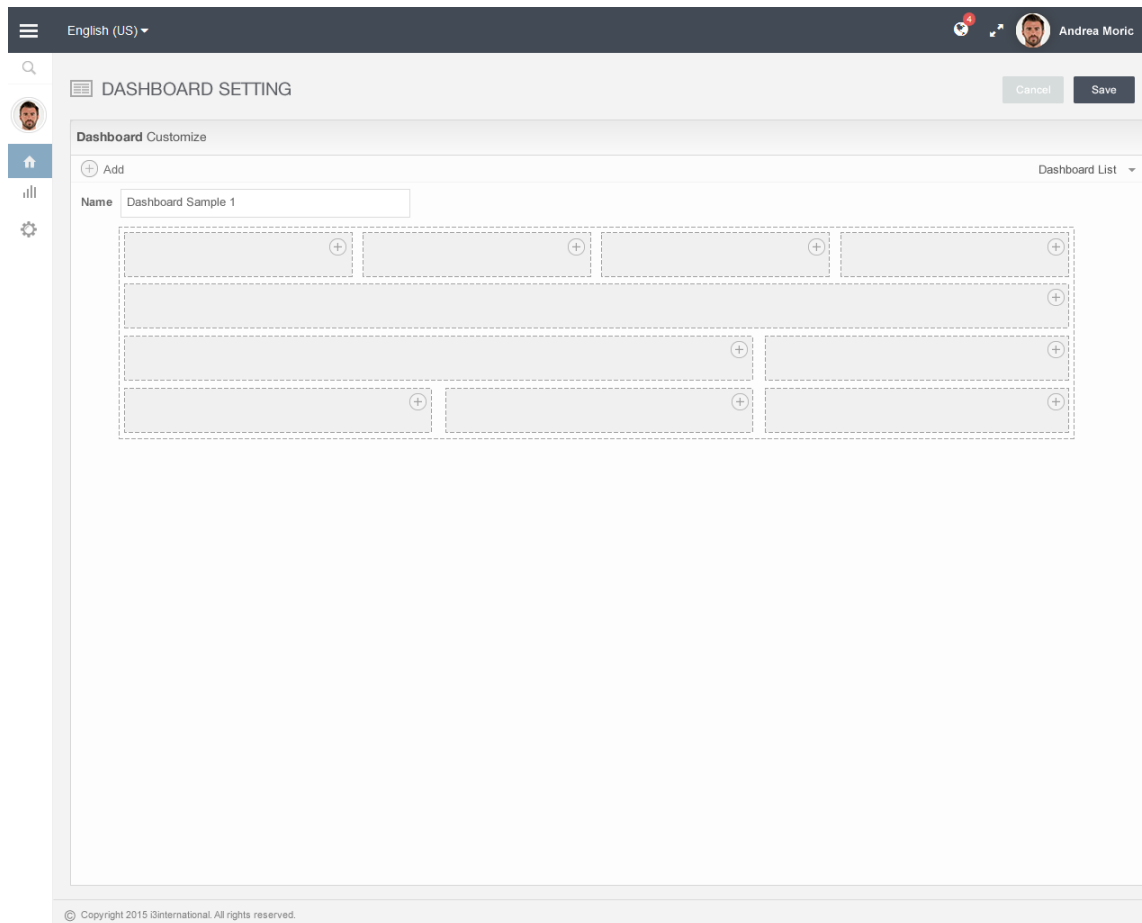 English (US)
4
Andrea Moric
DASHBOARD SETTING
Cancel
Save
Dashboard Customize
Add
Dashboard List
Name
Dashboard Sample 1
© Copyright 2015 i3international. All rights reserved.